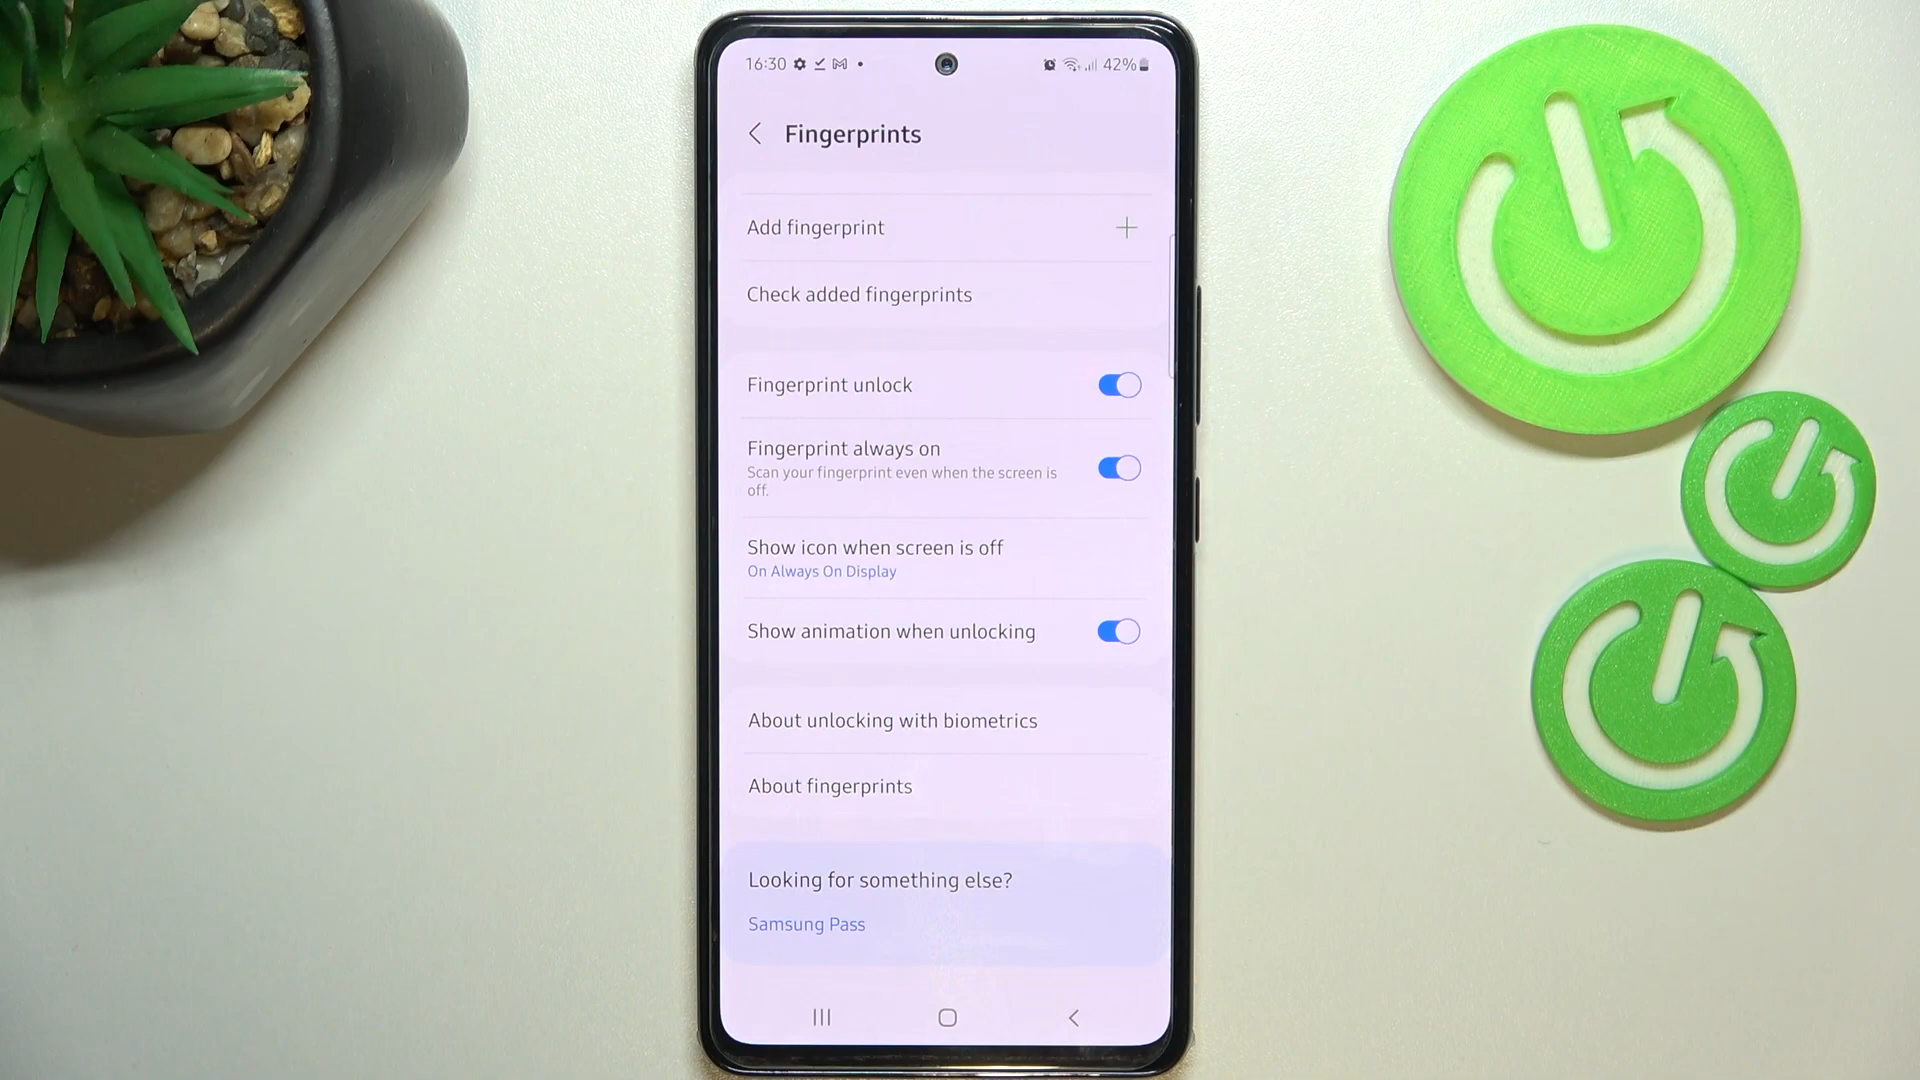 16:30 42%
Fingerprints
Add fingerprint
Check added fingerprints
Fingerprint unlock
Fingerprint always on
Scan your fingerprint even when the screen is
off.
Show icon when screen is off
On Always On Display
Show animation when unlocking
About unlocking with biometrics
About fingerprints
Looking for something else?
Samsung Pass